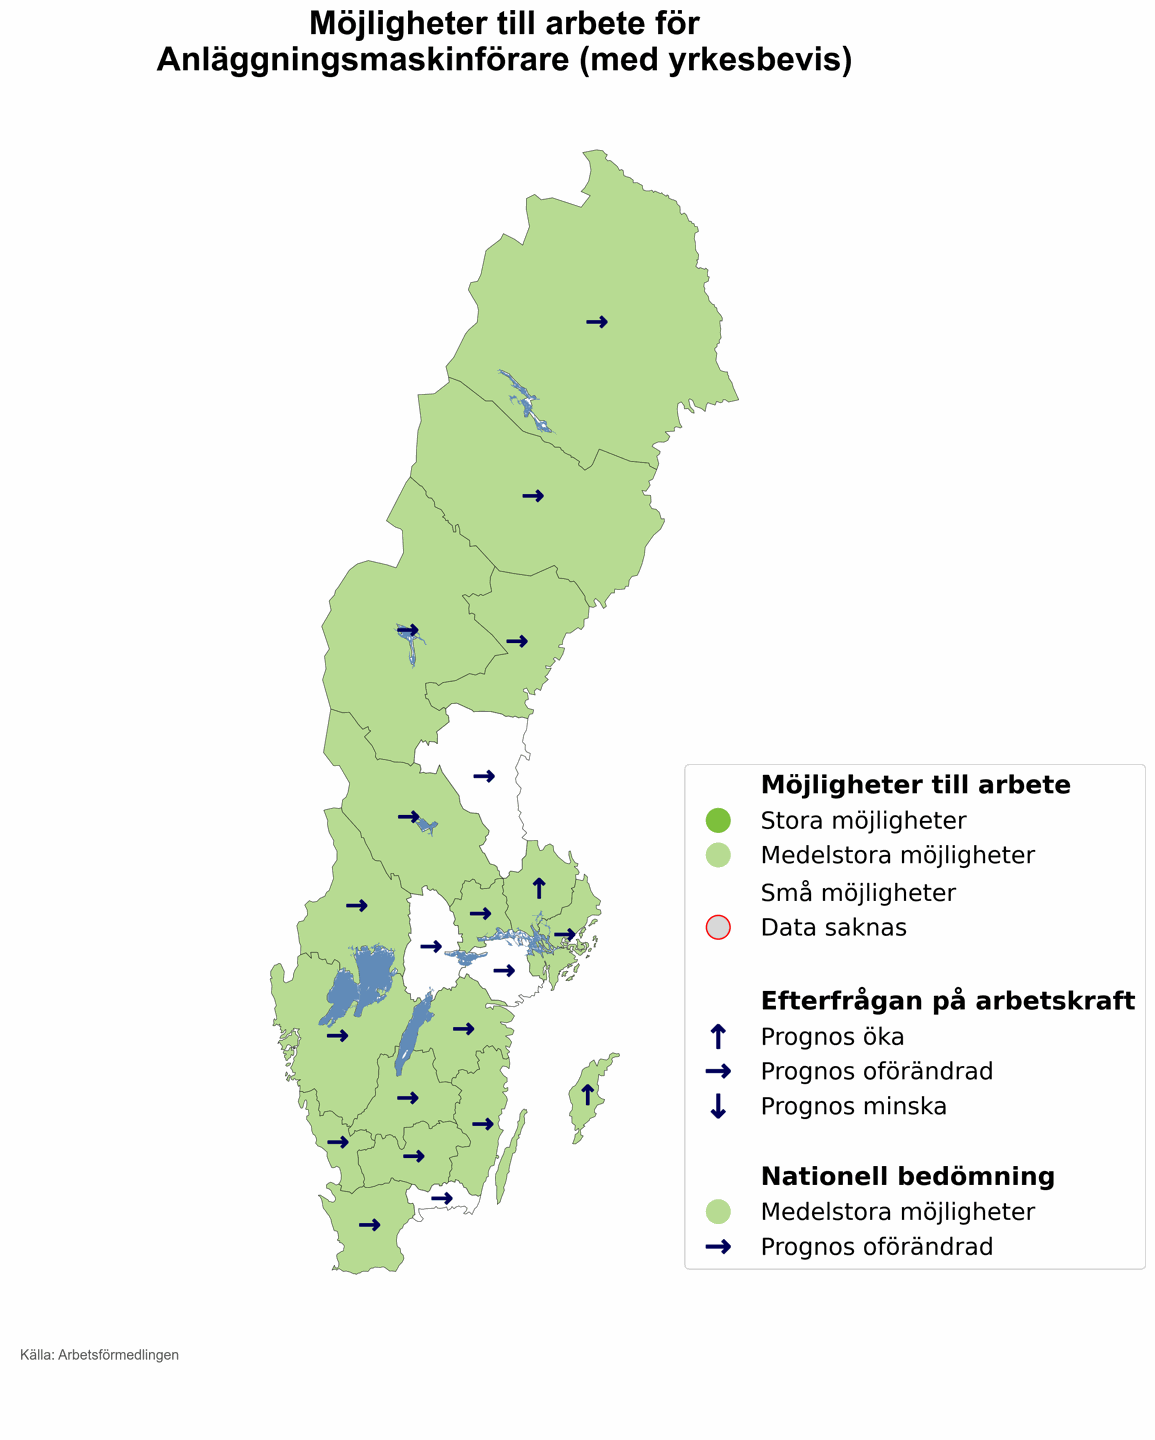 Möjligheter till arbete för
Anläggningsmaskinförare (med yrkesbevis)
Möjligheter till arbete
Stora möjligheter
Medelstora möjligheter
Små möjligheter
Data saknas
Efterfrågan på arbetskraft
Prognos öka
Prognos oförändrad
Prognos minska
Nationell bedömning
Medelstora möjligheter
Prognos oförändrad
Källa: Arbetsförmedlingen